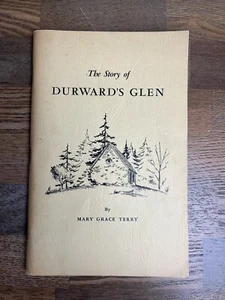 The Story of
DURWARD'S GLEN
By
MARY GRACE TERRY